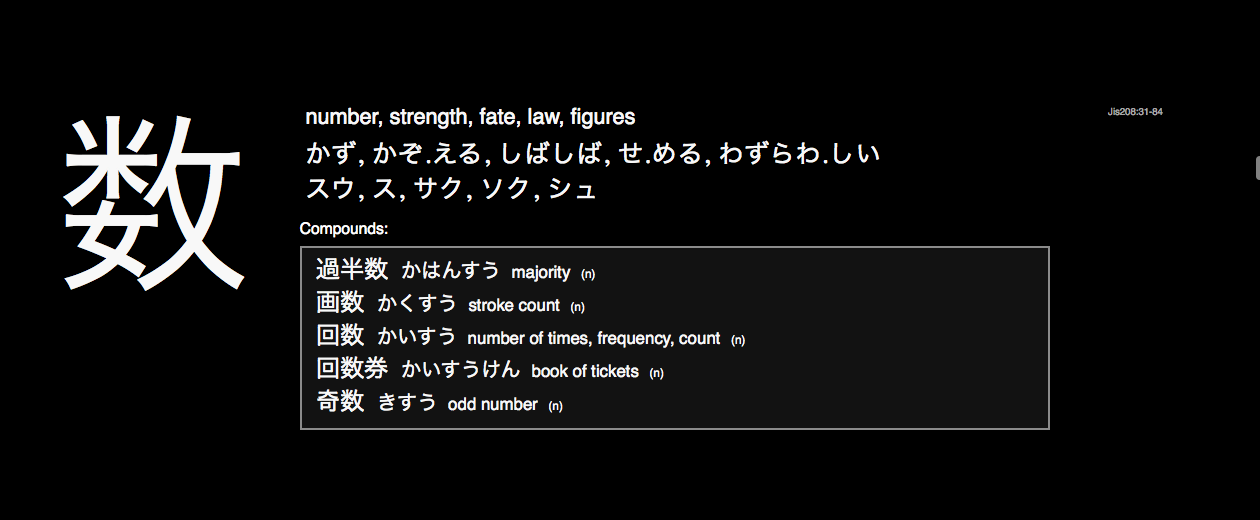 数
number, strength, fate, law, figures
Jis208:31-84
かず, かぞ.える, しばしば, せ.める, わずらわ.しい
スウ, ス, サク, ソク, シュ
Compounds:
過半数 かはんすう majority (n)
画数 かくすう stroke count (n)
回数 かいすう number of times, frequency, count (n)
回数券 かいすうけん book of tickets (n)
奇数 きすう odd number (n)